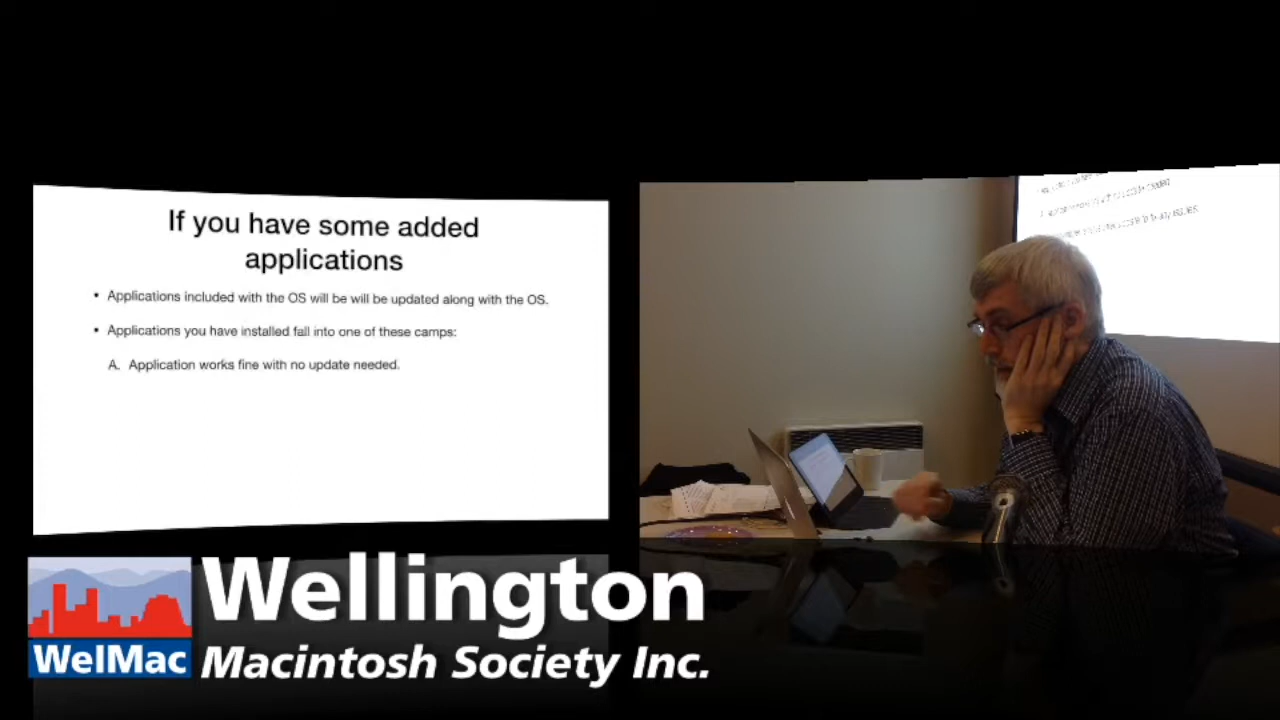 If you have some added
applications
• Applications included with the OS will be will be updated along with the OS.
• Applications you have installed fall into one of these camps:
A. Application works fine with no update needed.
WelMac
Wellington
Macintosh Society Inc.